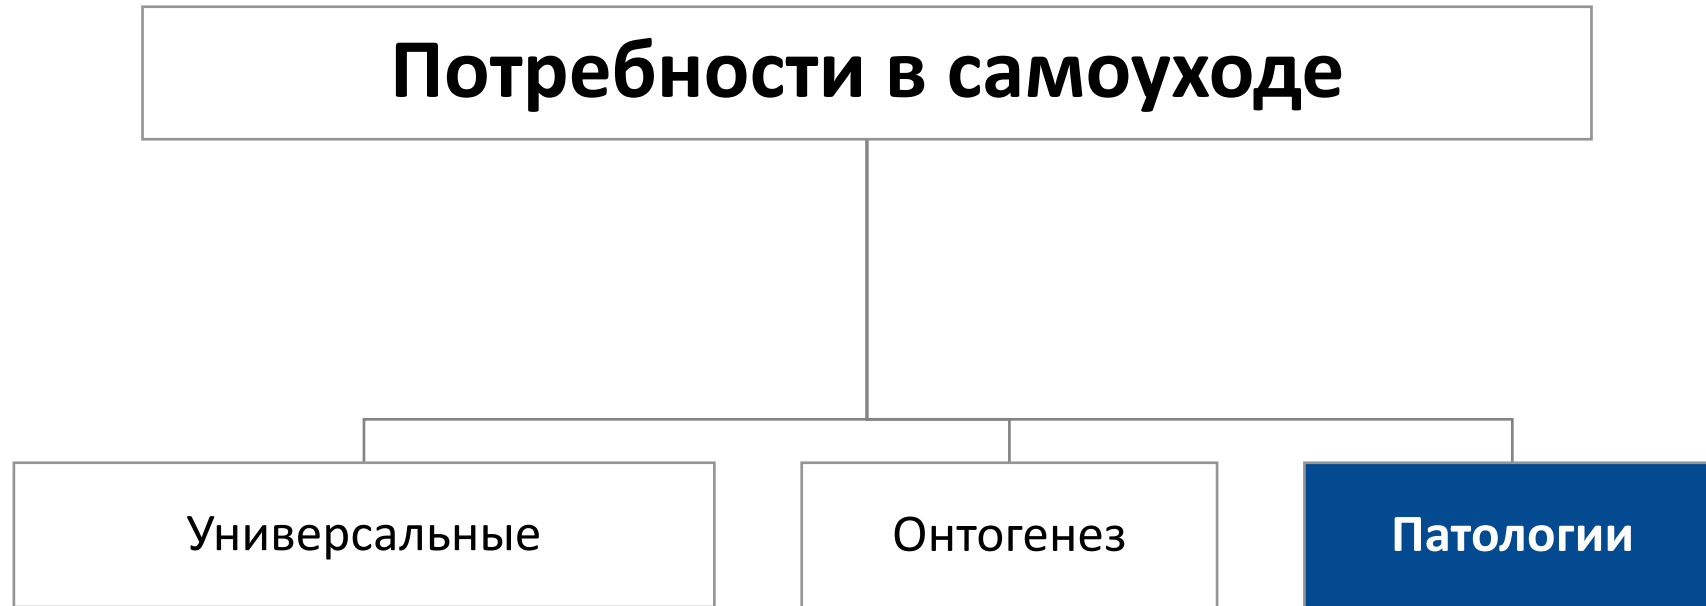 Потребности в самоуходе
Универсальные
Онтогенез
Патологии